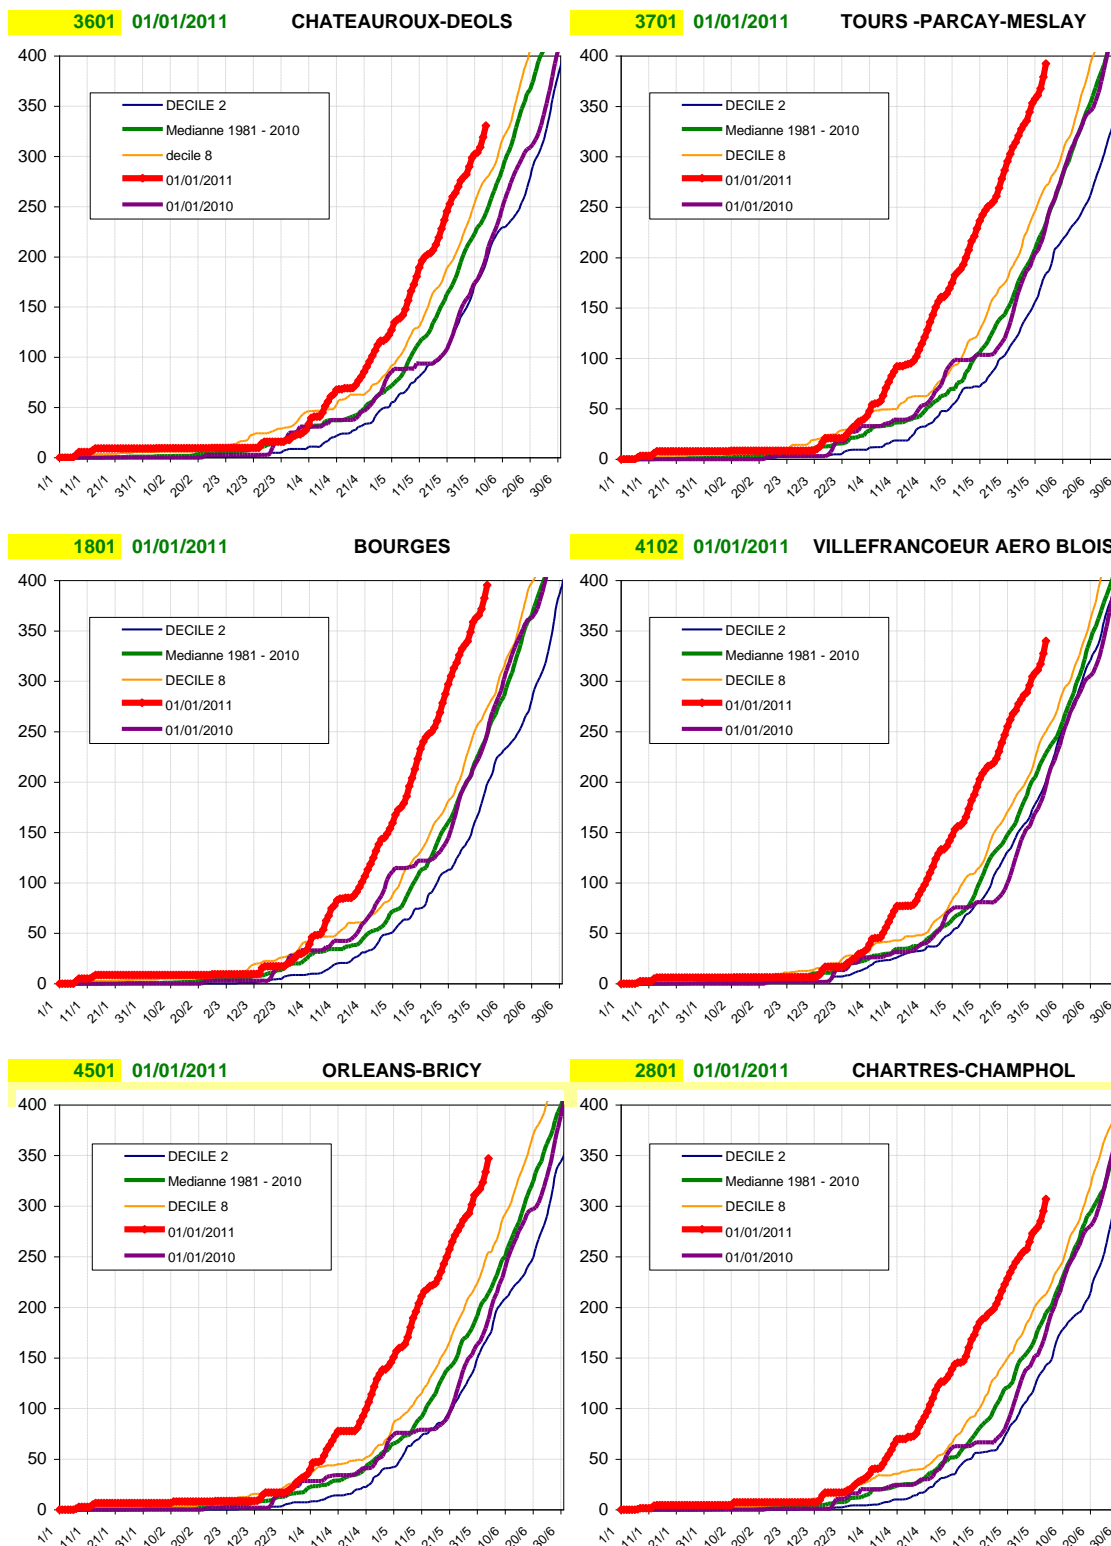 3601 01/01/2011 CHATEAUROUX-DEOLS
400
350
300
250
200
150
100
50
0
DECILE 2
Medianne 1981 - 2010
decile 8
01/01/2011
01/01/2010
1/1 11/1 21/1 31/1 10/2 20/2 2/3 12/3 22/3 1/4 11/4 21/4 1/5 11/5 21/5 31/5 10/6 20/6 30/6
3701 01/01/2011 TOURS -PARCAY-MESLAY
400
350
300
250
200
150
100
50
0
DECILE 2
Medianne 1981 - 2010
DECILE 8
01/01/2011
01/01/2010
1/1 11/1 21/1 31/1 10/2 20/2 2/3 12/3 22/3 1/4 11/4 21/4 1/5 11/5 21/5 31/5 10/6 20/6 30/6
1801 01/01/2011 BOURGES
400
350
300
250
200
150
100
50
0
DECILE 2
Medianne 1981 - 2010
DECILE 8
01/01/2011
01/01/2010
1/1 11/1 21/1 31/1 10/2 20/2 2/3 12/3 22/3 1/4 11/4 21/4 1/5 11/5 21/5 31/5 10/6 20/6 30/6
4102 01/01/2011 VILLEFRANCOEUR AERO BLOIS
400
350
300
250
200
150
100
50
0
DECILE 2
Medianne 1981 - 2010
DECILE 8
01/01/2011
01/01/2010
1/1 11/1 21/1 31/1 10/2 20/2 2/3 12/3 22/3 1/4 11/4 21/4 1/5 11/5 21/5 31/5 10/6 20/6 30/6
4501 01/01/2011 ORLEANS-BRICY
400
350
300
250
200
150
100
50
0
DECILE 2
Medianne 1981 - 2010
DECILE 8
01/01/2011
01/01/2010
1/1 11/1 21/1 31/1 10/2 20/2 2/3 12/3 22/3 1/4 11/4 21/4 1/5 11/5 21/5 31/5 10/6 20/6 30/6
2801 01/01/2011 CHARTRES-CHAMPHOL
400
350
300
250
200
150
100
50
0
DECILE 2
Medianne 1981 - 2010
DECILE 8
01/01/2011
01/01/2010
1/1 11/1 21/1 31/1 10/2 20/2 2/3 12/3 22/3 1/4 11/4 21/4 1/5 11/5 21/5 31/5 10/6 20/6 30/6